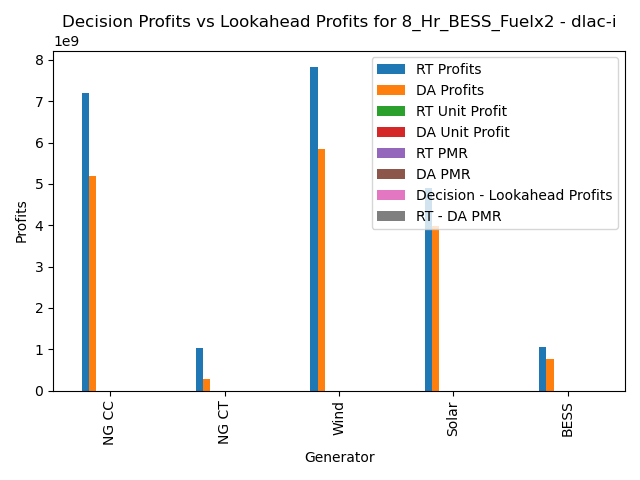 Decision Profits vs Lookahead Profits for 8_Hr_BESS_Fuelx2 - dlac-i
1e9
8
7
6
5
4
3
2
1
0
Profits
RT Profits
DA Profits
RT Unit Profit
DA Unit Profit
RT PMR
DA PMR
Decision - Lookahead Profits
RT - DA PMR
NG CC
NG CT
Wind
Solar
BESS
Generator